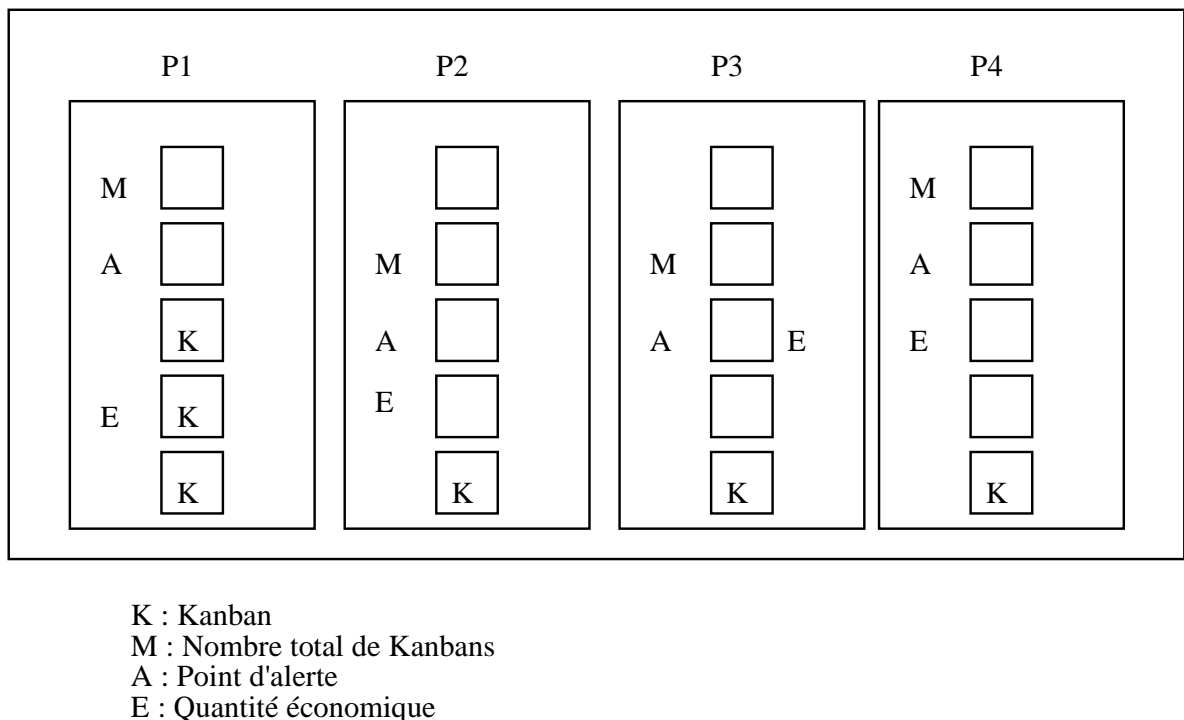 P1 P2 P3 P4
M M
A M M A
K A A E E
E K E
K K K K
K : Kanban
M : Nombre total de Kanbans
A : Point d'alerte
E : Quantité économique